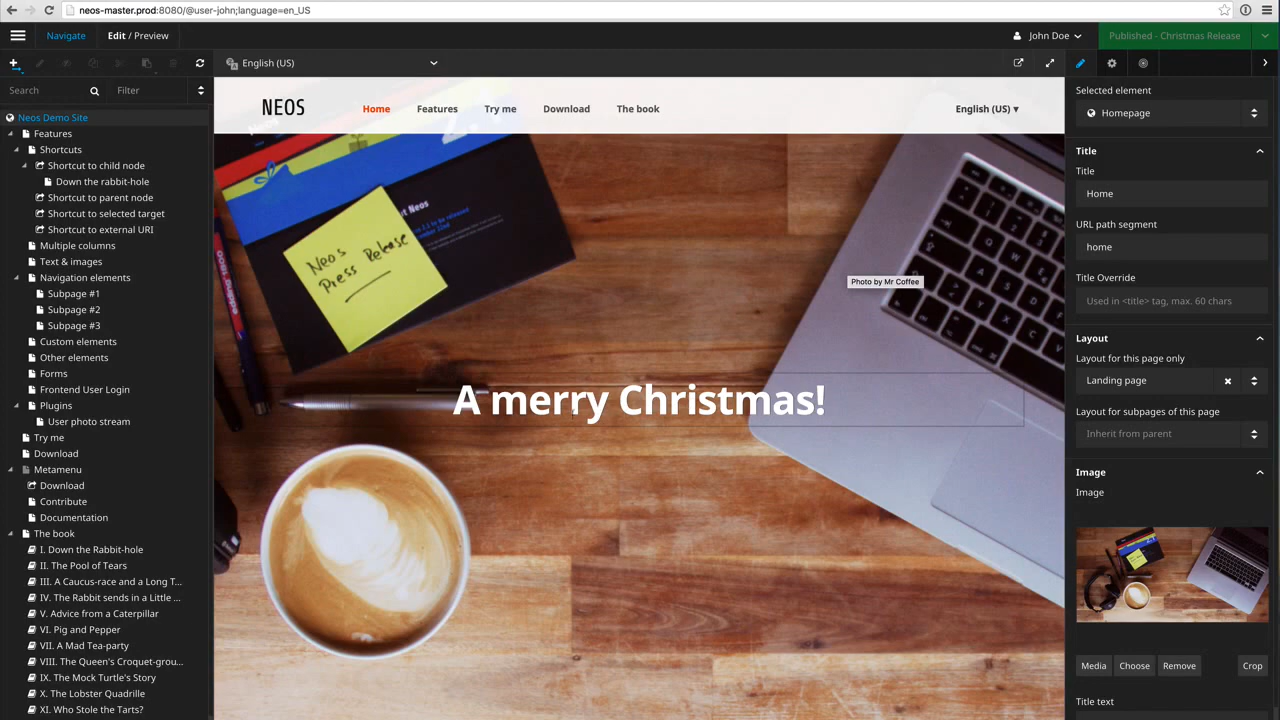 neos-master.prod:8080/@user-john;language=en_US
Navigate
Edit / Preview
John Doe
Published - Christmas Release
English (US)
Search
Filter
Neos Demo Site
Features
Shortcuts
Shortcut to child node
Down the rabbit-hole
Shortcut to parent node
Shortcut to selected target
Shortcut to external URI
Multiple columns
Text & images
Navigation elements
Subpage #1
Subpage #2
Subpage #3
Custom elements
Other elements
Forms
Frontend User Login
Plugins
User photo stream
Try me
Download
Metamenu
Download
Contribute
Documentation
The book
I. Down the Rabbit-hole
II. The Pool of Tears
III. A Caucus-race and a Long T...
IV. The Rabbit sends in a Little ...
V. Advice from a Caterpillar
VI. Pig and Pepper
VII. A Mad Tea-party
VIII. The Queen's Croquet-grou...
IX. The Mock Turtle's Story
X. The Lobster Quadrille
XI. Who Stole the Tarts?
NEOS
Home
Features
Try me
Download
The book
English (US) ▾
Neos
Press Release
edding 1800
Photo by Mr Coffee
A merry Christmas!
Selected element
Homepage
Title
Title
Home
URL path segment
home
Title Override
Used in <title> tag, max. 60 chars
Layout
Layout for this page only
Landing page
Layout for subpages of this page
Inherit from parent
Image
Image
Media
Choose
Remove
Crop
Title text